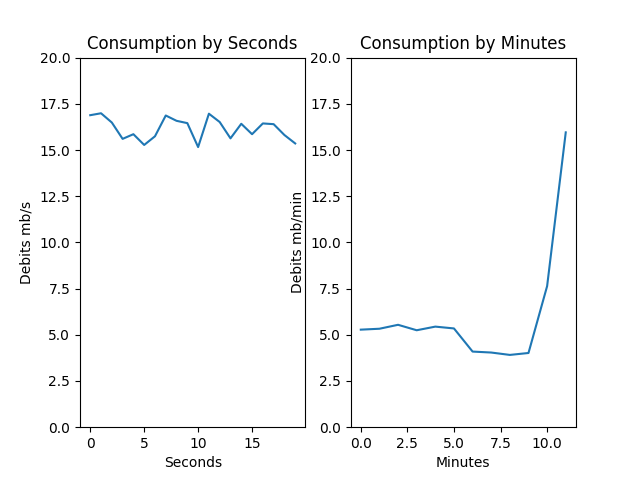 Consumption by Seconds
20.0
17.5
15.0
12.5
10.0
7.5
5.0
2.5
0.0
Debits mb/s
0 5 10 15
Seconds
Consumption by Minutes
20.0
17.5
15.0
12.5
10.0
7.5
5.0
2.5
0.0
Debits mb/min
0.0 2.5 5.0 7.5 10.0
Minutes